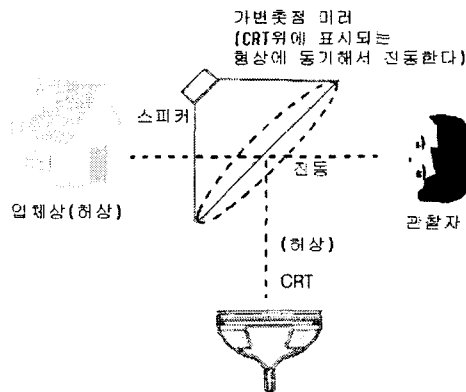 가변촛점 미러
(CRT위에 표시되는
형상에 동기해서 진동한다)
스피커
진동
입체상(허상)
관찰자
(허상)
CRT